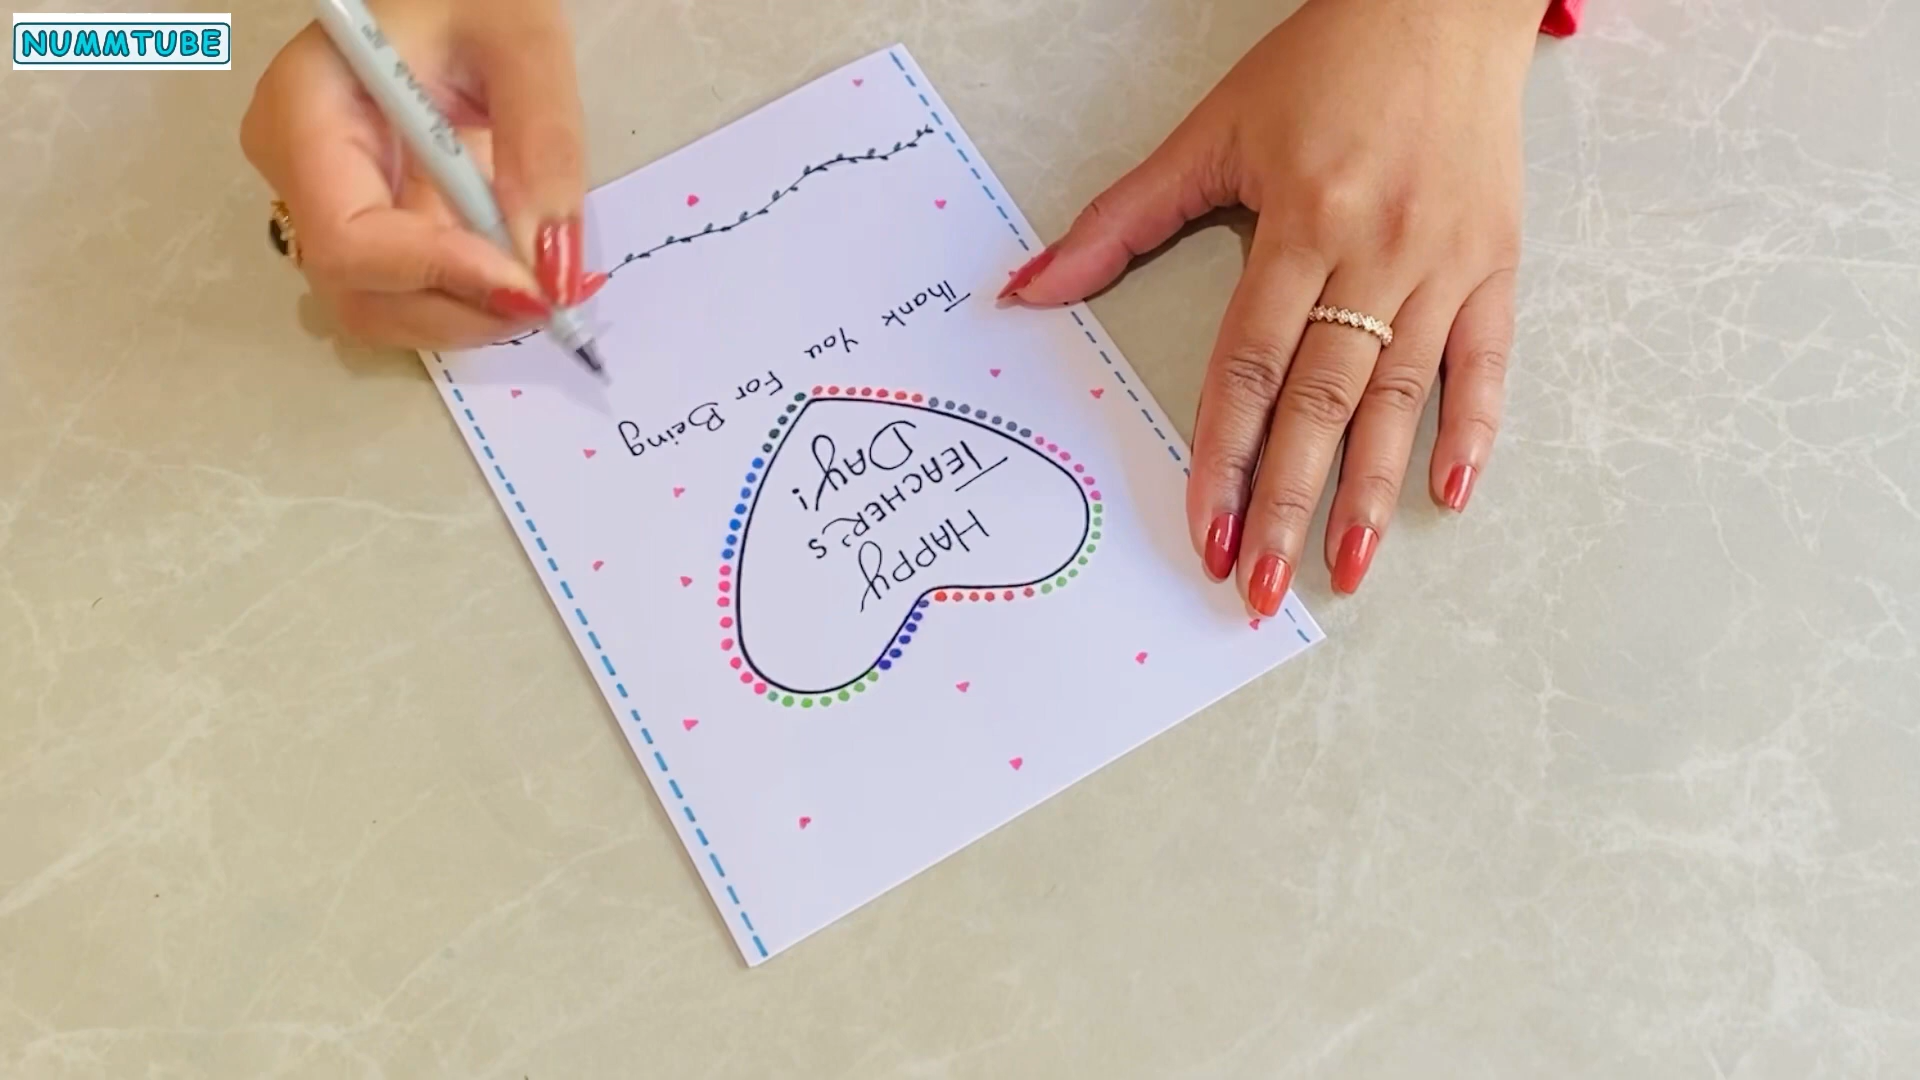 NUMMTUBE
HAPPY
TEACHER'S
DAY!
Thank You For Being